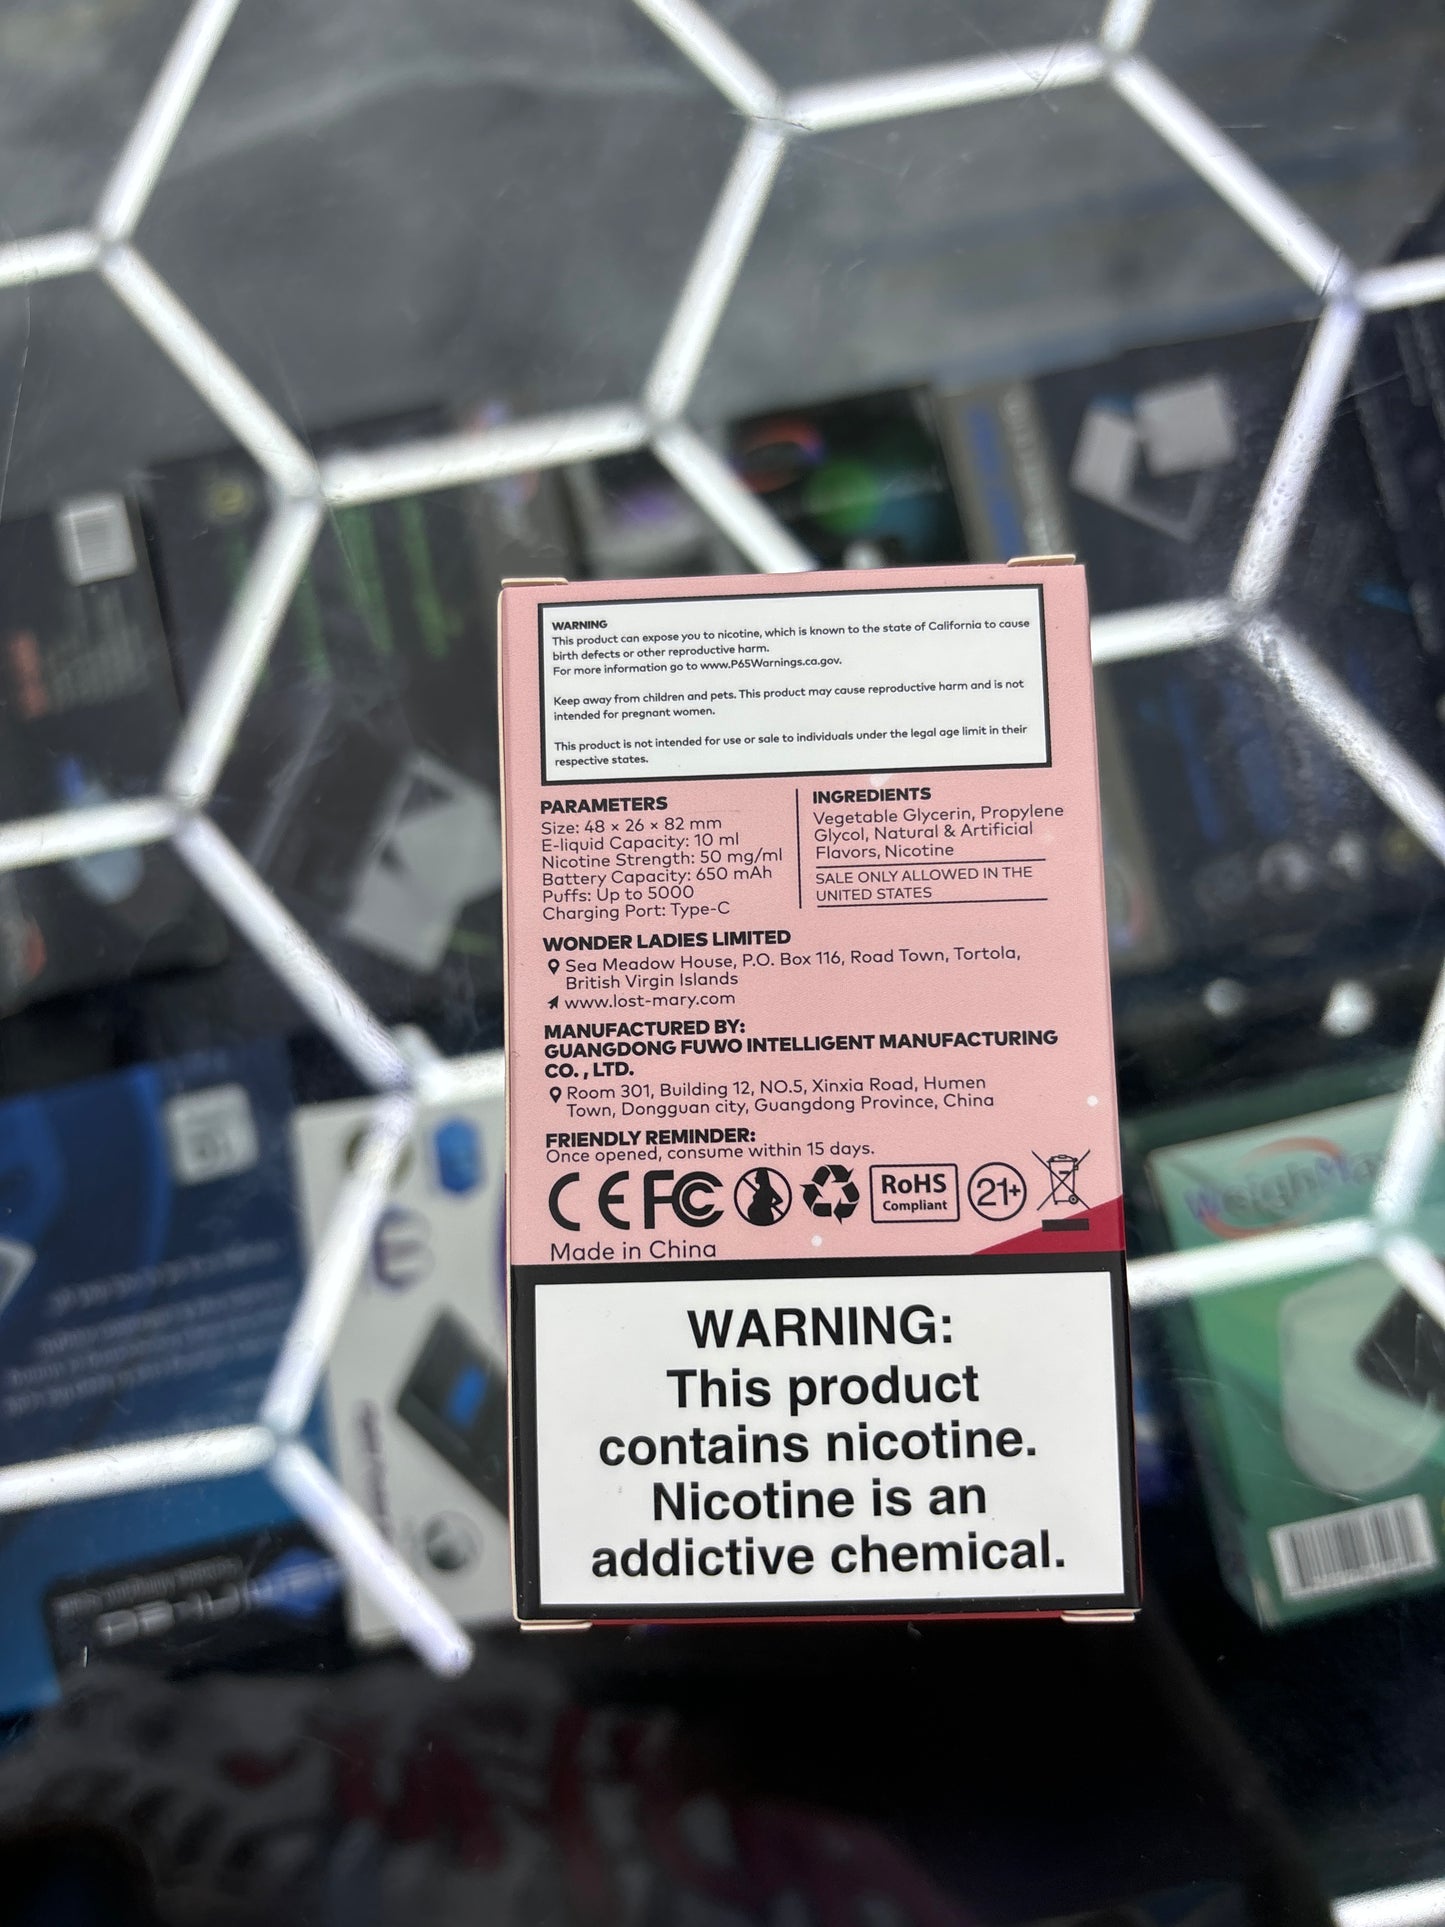 WARNING
This product can expose you to nicotine, which is known to the state of California to cause
birth defects or other reproductive harm.
For more information go to www.P65Warnings.ca.gov.
Keep away from children and pets. This product may cause reproductive harm and is not
intended for pregnant women.
This product is not intended for use or sale to individuals under the legal age limit in their
respective states.
PARAMETERS
Size: 48 × 26 × 82 mm
E-liquid Capacity: 10 ml
Nicotine Strength: 50 mg/ml
Battery Capacity: 650 mAh
Puffs: Up to 5000
Charging Port: Type-C
INGREDIENTS
Vegetable Glycerin, Propylene
Glycol, Natural & Artificial
Flavors, Nicotine
SALE ONLY ALLOWED IN THE
UNITED STATES
WONDER LADIES LIMITED
Sea Meadow House, P.O. Box 116, Road Town, Tortola,
British Virgin Islands
www.lost-mary.com
MANUFACTURED BY:
GUANGDONG FUWO INTELLIGENT MANUFACTURING
CO. , LTD.
Room 301, Building 12, NO.5, Xinxia Road, Humen
Town, Dongguan city, Guangdong Province, China
FRIENDLY REMINDER:
Once opened, consume within 15 days.
CE FC RoHS Compliant 21+
Made in China
WARNING:
This product
contains nicotine.
Nicotine is an
addictive chemical.
WeighMax